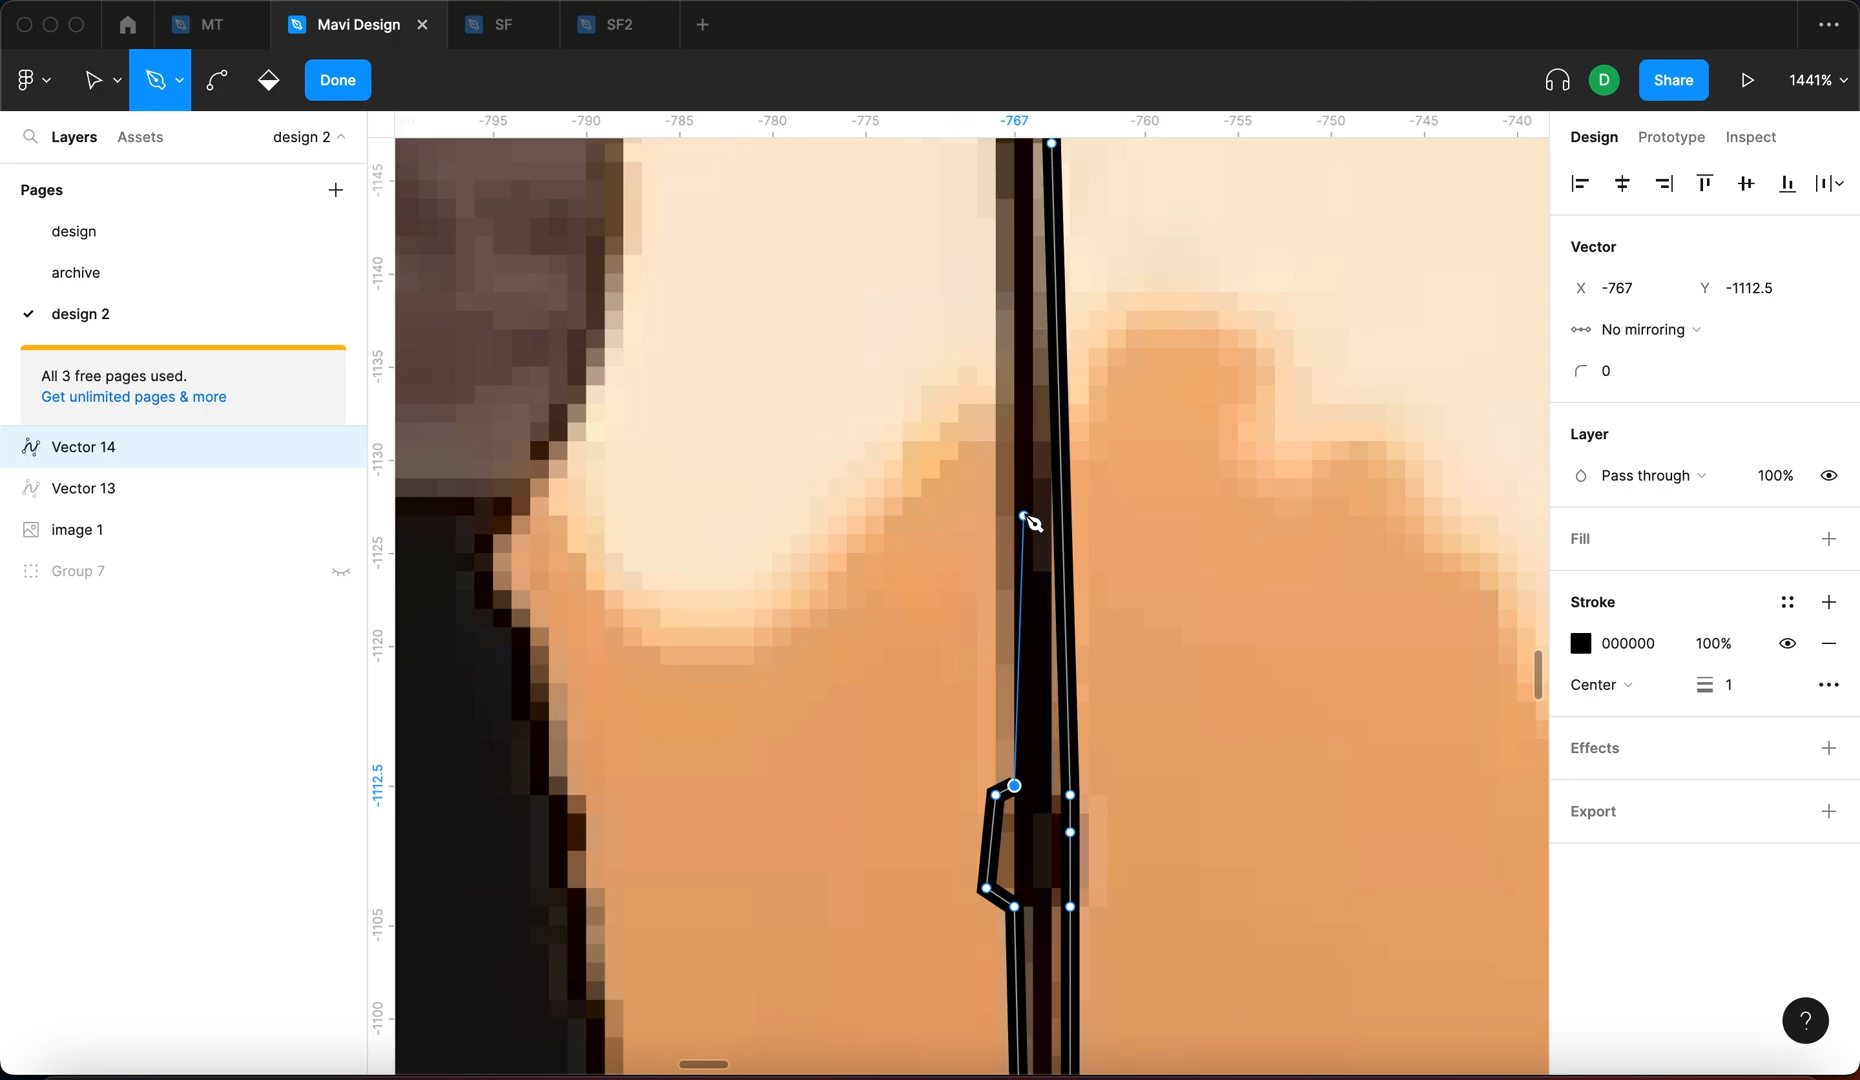 MT
Mavi Design
SF
SF2
Done
D
Share
1441%
Layers
Assets
design 2
Pages
design
archive
design 2
All 3 free pages used.
Get unlimited pages & more
Vector 14
Vector 13
image 1
Group 7
-795
-790
-785
-780
-775
-767
-760
-755
-750
-745
-740
-1145
-1140
-1135
-1130
-1125
-1120
-1112.5
-1105
-1100
Design
Prototype
Inspect
Vector
X -767
Y -1112.5
No mirroring
0
Layer
Pass through
100%
Fill
Stroke
000000
100%
Center
1
Effects
Export
?